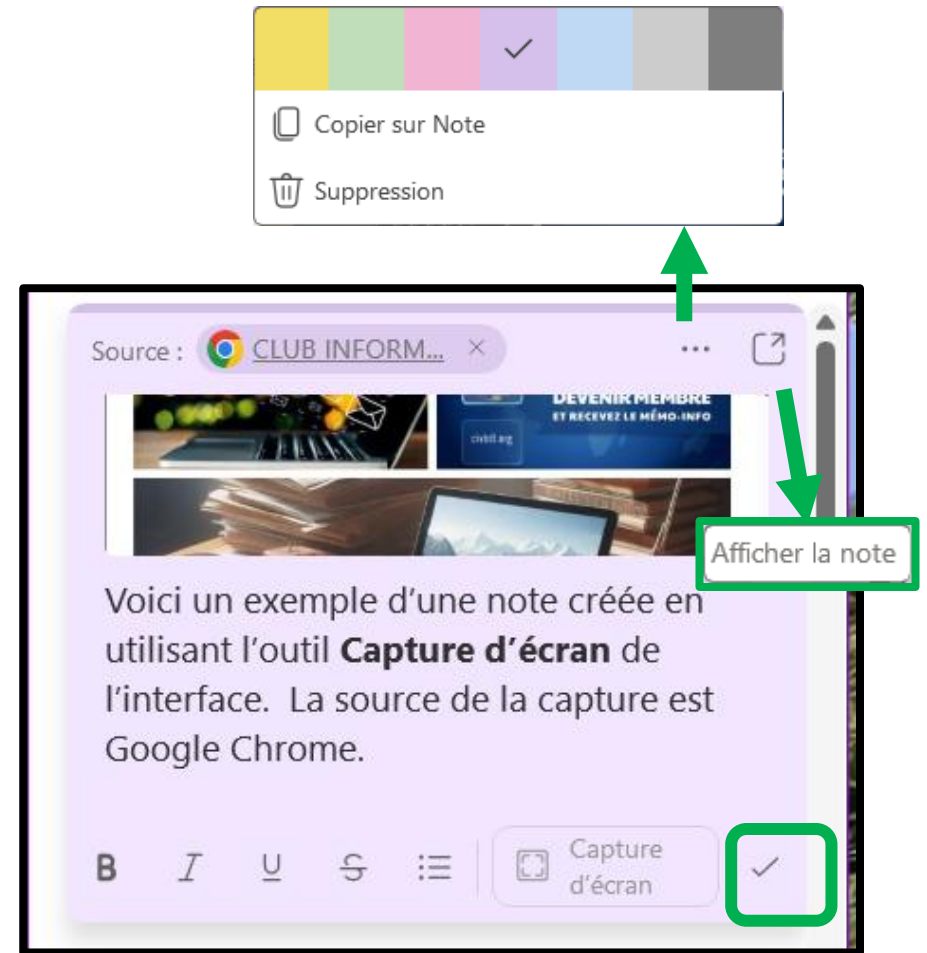 Copier sur Note
Suppression
Source : CLUB INFORM... ×
DEVENIR MEMBRE
ET RECEVEZ LE MÉMO-INFO
Afficher la note
Voici un exemple d’une note créée en
utilisant l’outil Capture d’écran de
l’interface. La source de la capture est
Google Chrome.
B I U S Capture
d’écran